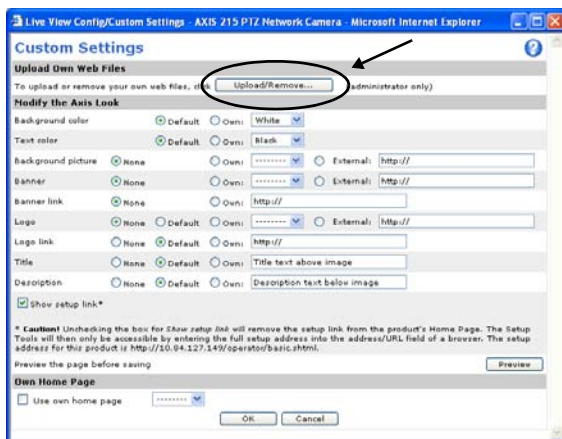 Live View Config/Custom Settings - AXIS 215 PTZ Network Camera - Microsoft Internet Explorer
Custom Settings ?
Upload Own Web Files
To upload or remove your own web files, click Upload/Remove... (administrator only)
Modify the Axis Look
Background color Default Own: White
Text color Default Own: Black
Background picture None Own: -------- External: http://
Banner None Own: -------- External: http://
Banner link None Own: http://
Logo None Default Own: -------- External: http://
Logo link None Default Own: http://
Title None Default Own: Title text above image
Description None Default Own: Description text below image
Show setup link*
* Caution! Unchecking the box for Show setup link will remove the setup link from the product's Home Page. The Setup
Tools will then only be accessible by entering the full setup address into the address/URL field of a browser. The setup
address for this product is http://10.84.127.149/operator/basic.shtml.
Preview the page before saving Preview
Own Home Page
Use own home page --------
OK Cancel